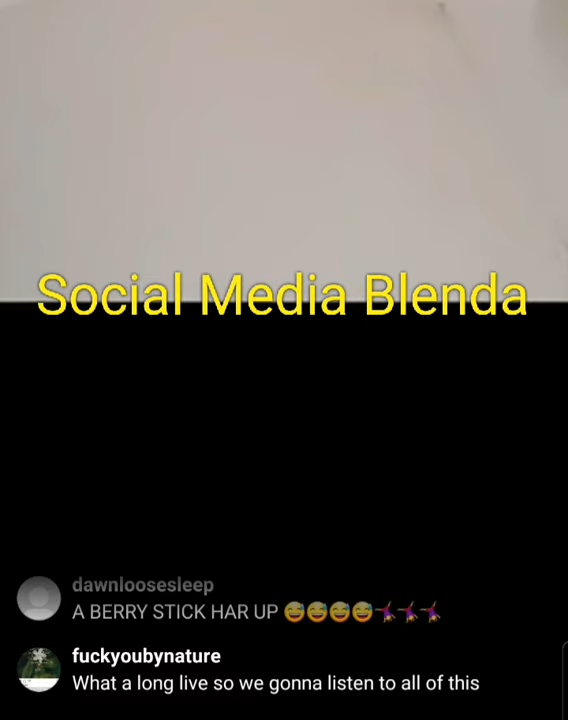 Social Media Blenda
dawnloosesleep
A BERRY STICK HAR UP 😅😅😅😅🤸🏾‍♀️🤸🏾‍♀️🤸🏾‍♀️
fuckyoubynature
What a long live so we gonna listen to all of this